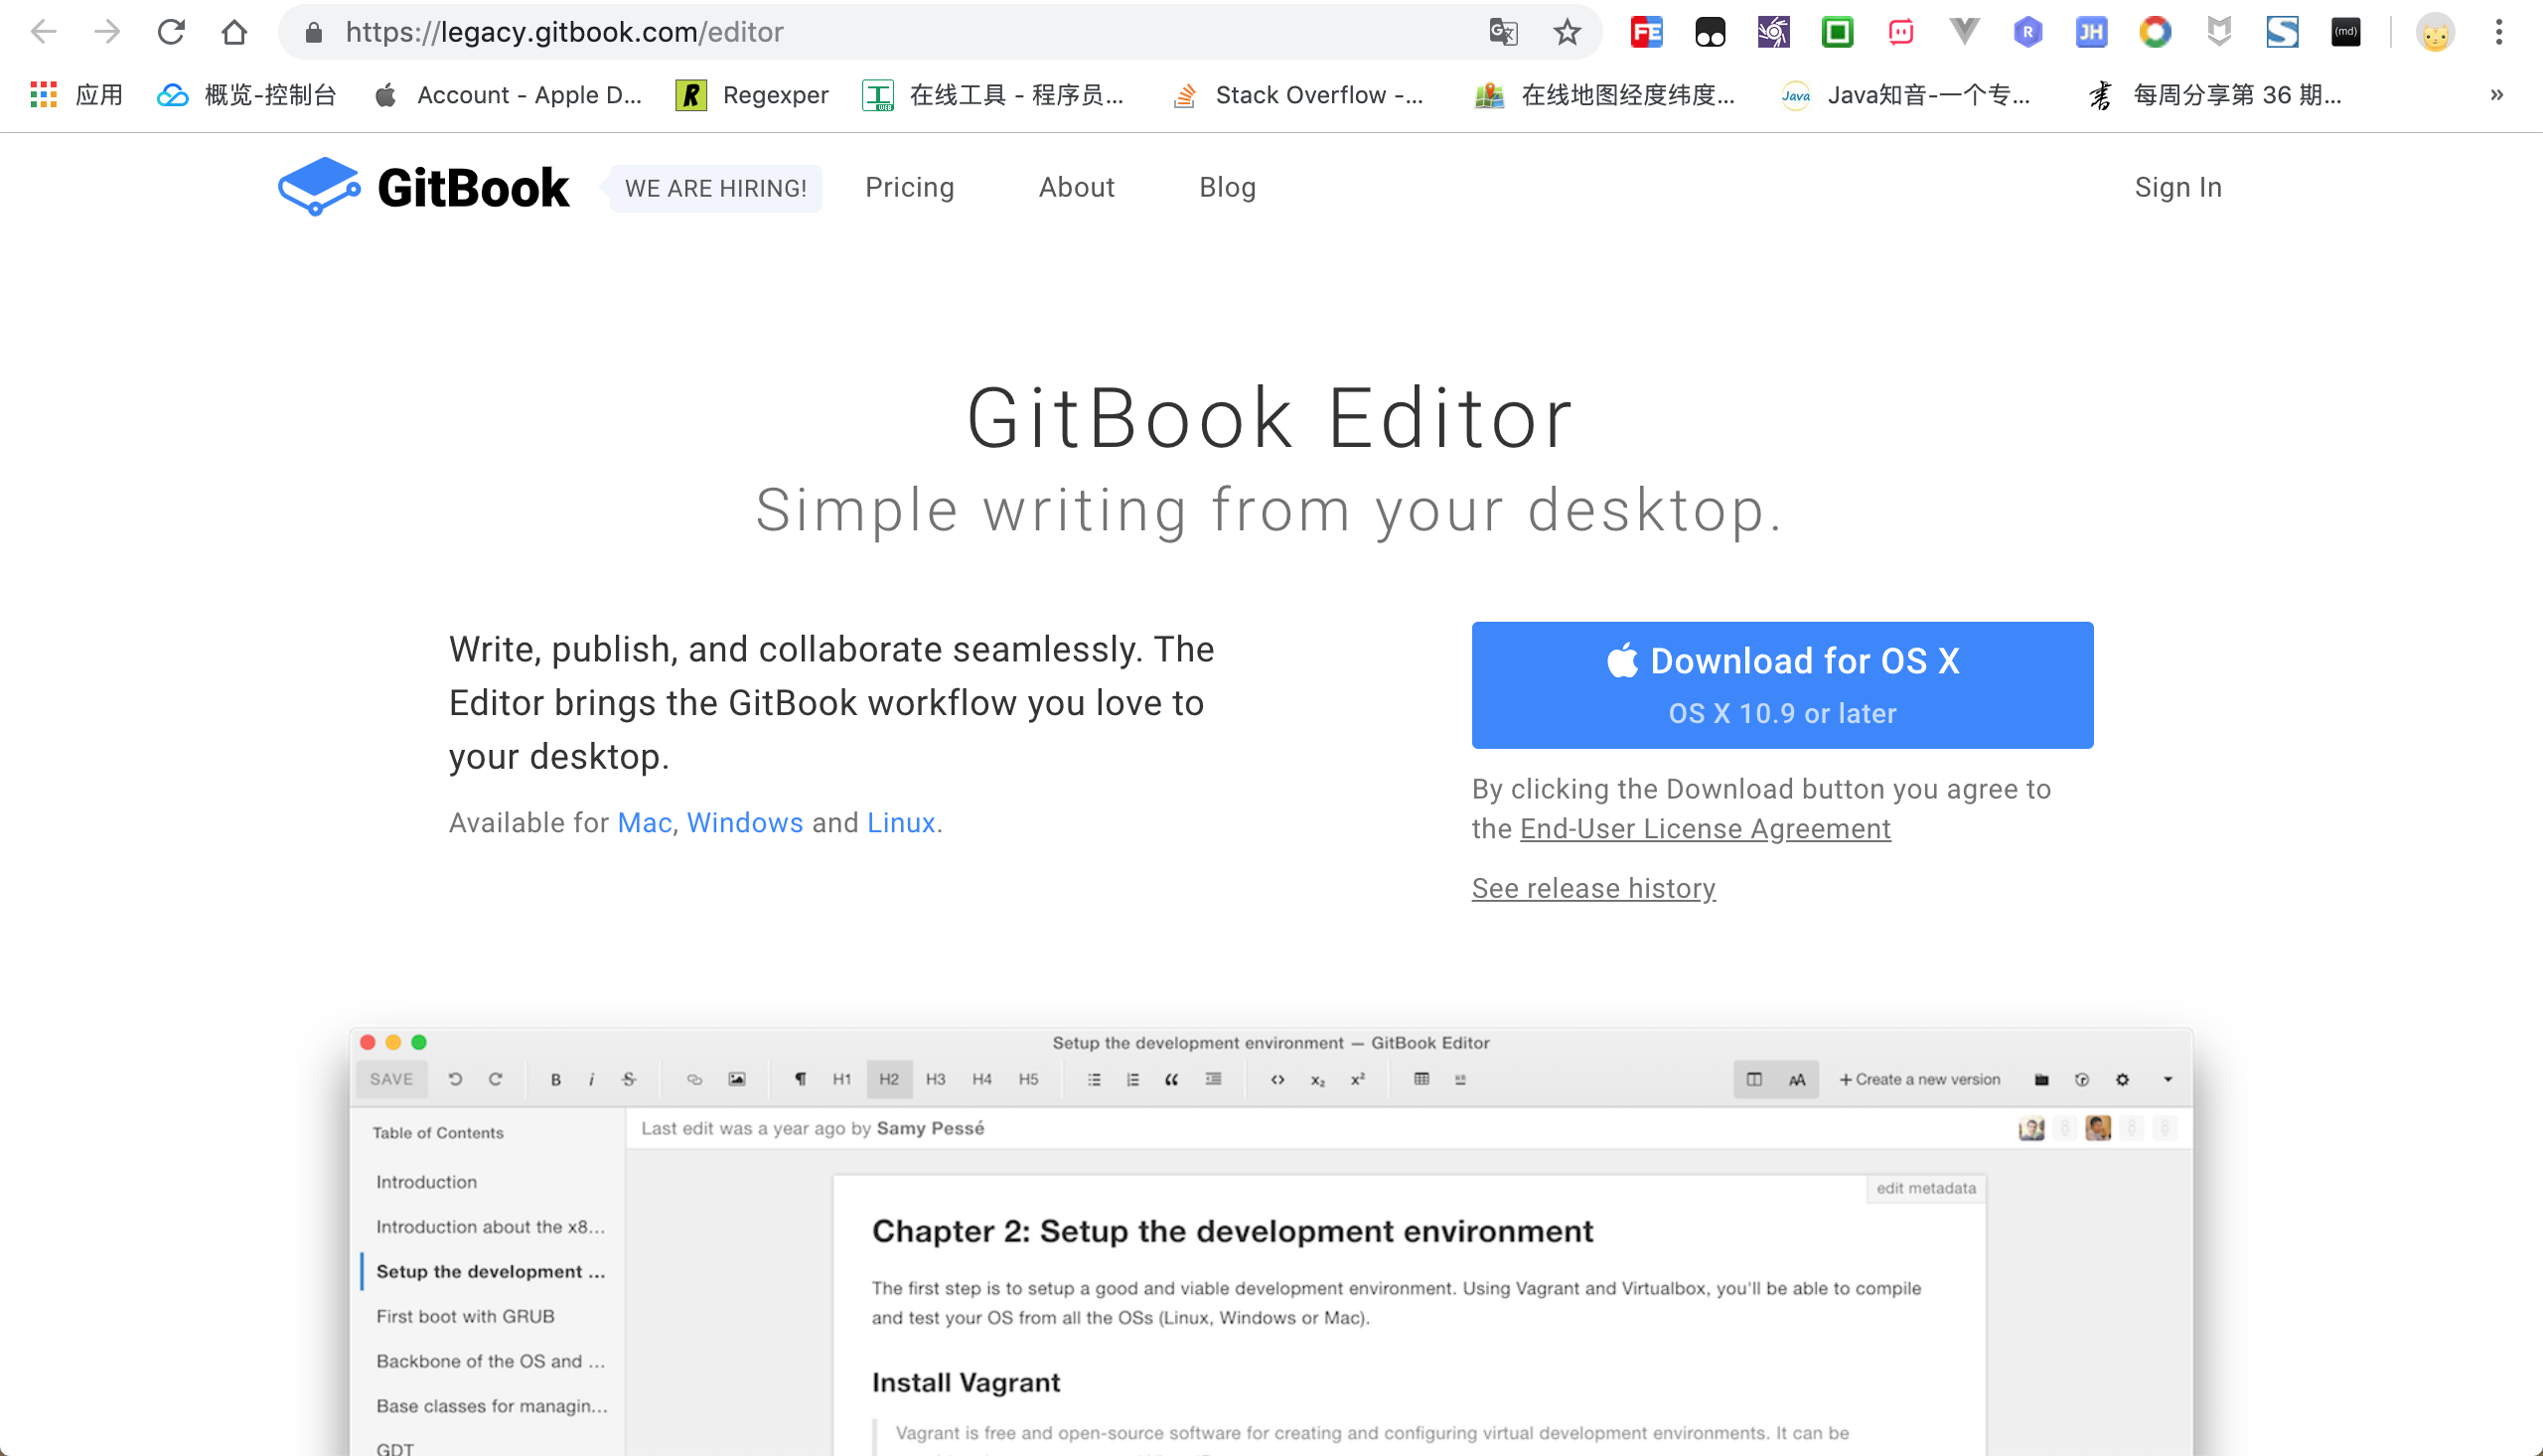 https://legacy.gitbook.com/editor
FE
R
JH
S
(md)
应用
概览-控制台
Account - Apple D...
R
Regexper
工
WEB
在线工具 - 程序员...
Stack Overflow -...
在线地图经度纬度...
Java
Java知音-一个专...
每周分享第 36 期...
»
GitBook
WE ARE HIRING!
Pricing
About
Blog
Sign In
GitBook Editor
Simple writing from your desktop.
Write, publish, and collaborate seamlessly. The
Editor brings the GitBook workflow you love to
your desktop.
Available for Mac, Windows and Linux.
Download for OS X
OS X 10.9 or later
By clicking the Download button you agree to
the End-User License Agreement
See release history
Setup the development environment — GitBook Editor
SAVE
B
i
S
¶
H1
H2
H3
H4
H5
“
<>
x₂
x²
AA
+ Create a new version
Table of Contents
Last edit was a year ago by Samy Pessé
Introduction
Introduction about the x8...
Setup the development ...
First boot with GRUB
Backbone of the OS and ...
Base classes for managin...
GDT
edit metadata
Chapter 2: Setup the development environment
The first step is to setup a good and viable development environment. Using Vagrant and Virtualbox, you'll be able to compile
and test your OS from all the OSs (Linux, Windows or Mac).
Install Vagrant
Vagrant is free and open-source software for creating and configuring virtual development environments. It can be